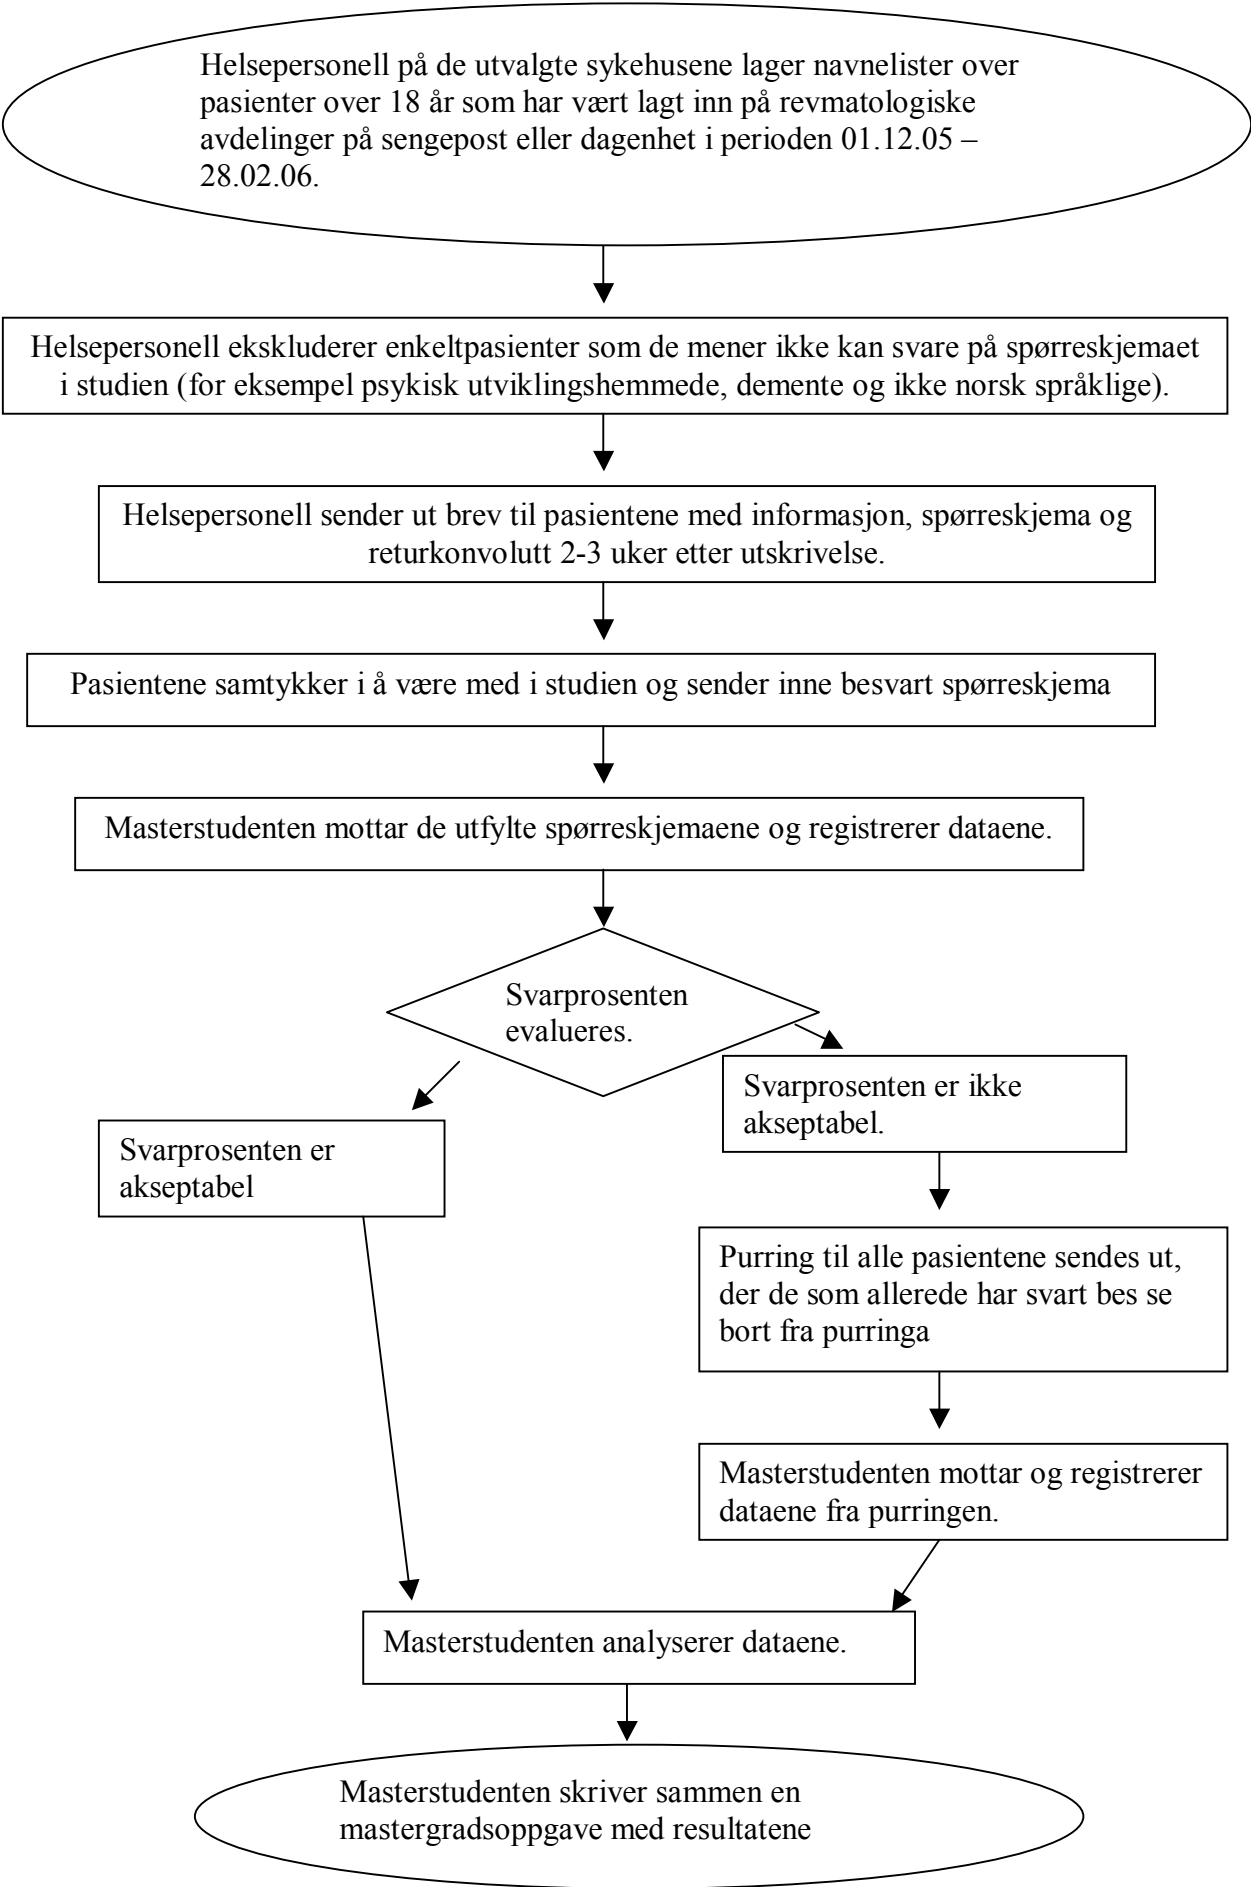 Helsepersonell på de utvalgte sykehusene lager navnelister over
pasienter over 18 år som har vært lagt inn på revmatologiske
avdelinger på sengepost eller dagenhet i perioden 01.12.05 –
28.02.06.
Helsepersonell ekskluderer enkeltpasienter som de mener ikke kan svare på spørreskjemaet
i studien (for eksempel psykisk utviklingshemmede, demente og ikke norsk språklige).
Helsepersonell sender ut brev til pasientene med informasjon, spørreskjema og
returkonvolutt 2-3 uker etter utskrivelse.
Pasientene samtykker i å være med i studien og sender inne besvart spørreskjema
Masterstudenten mottar de utfylte spørreskjemaene og registrerer dataene.
Svarprosenten
evalueres.
Svarprosenten er
akseptabel
Svarprosenten er ikke
akseptabel.
Purring til alle pasientene sendes ut,
der de som allerede har svart bes se
bort fra purringa
Masterstudenten mottar og registrerer
dataene fra purringen.
Masterstudenten analyserer dataene.
Masterstudenten skriver sammen en
mastergradsoppgave med resultatene